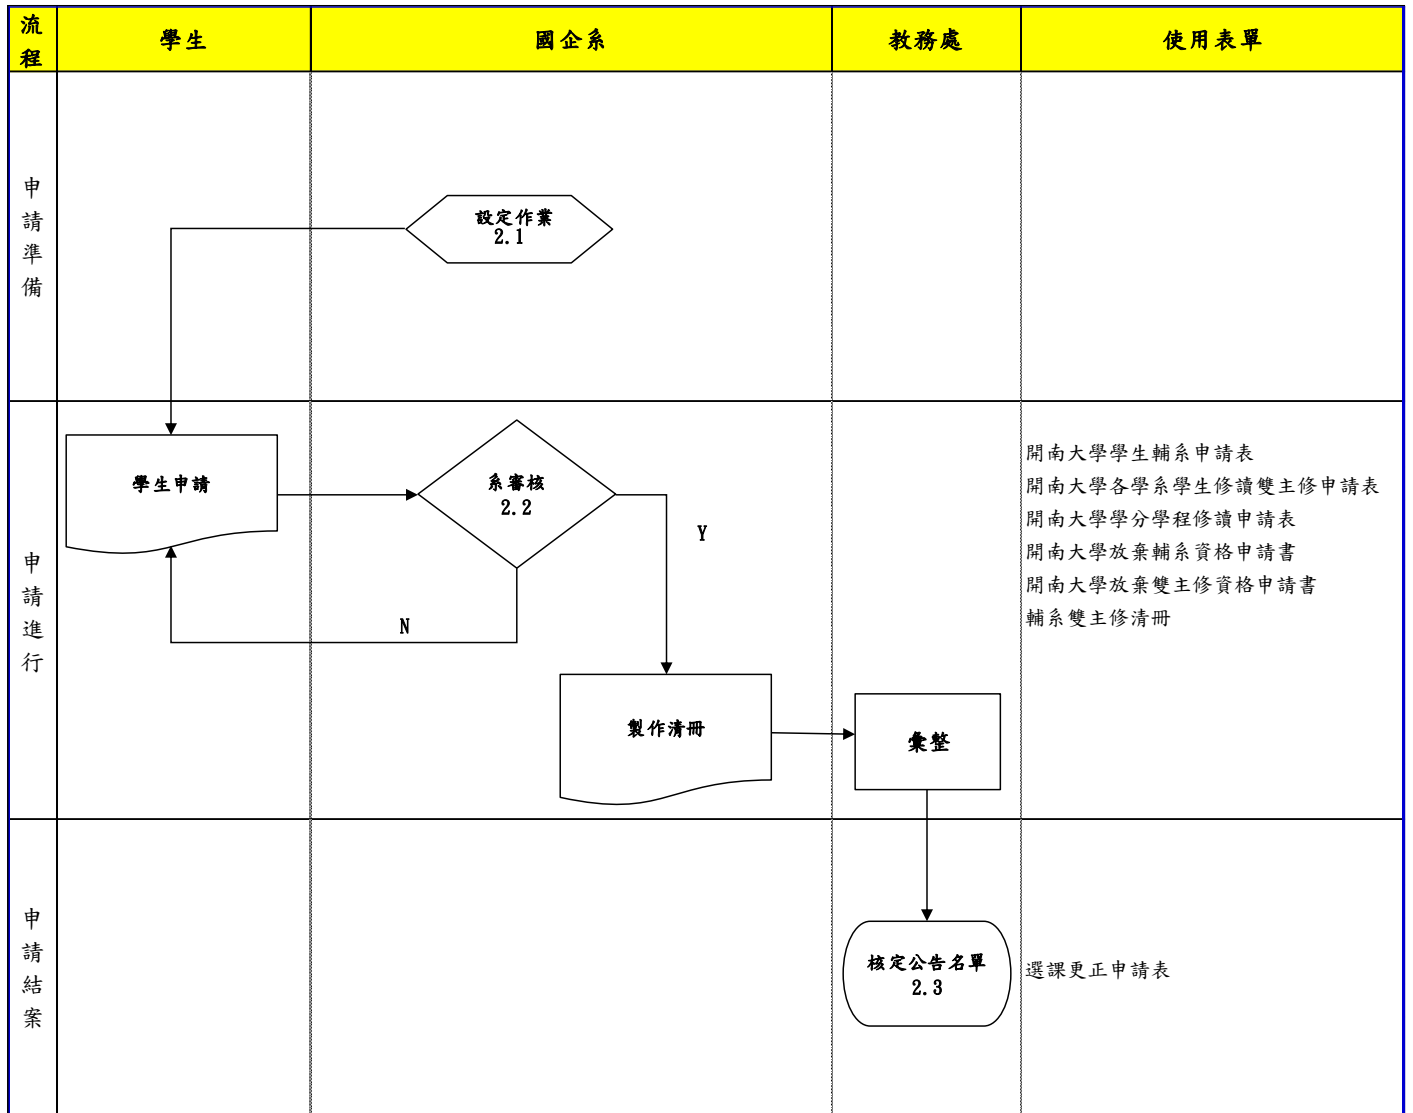 流程
學生
國企系
教務處
使用表單
申請準備
設定作業
2.1
申請進行
學生申請
系審核
2.2
Y
N
製作清冊
彙整
開南大學學生輔系申請表
開南大學各學系學生修讀雙主修申請表
開南大學學分學程修讀申請表
開南大學放棄輔系資格申請書
開南大學放棄雙主修資格申請書
輔系雙主修清冊
申請結案
核定公告名單
2.3
選課更正申請表